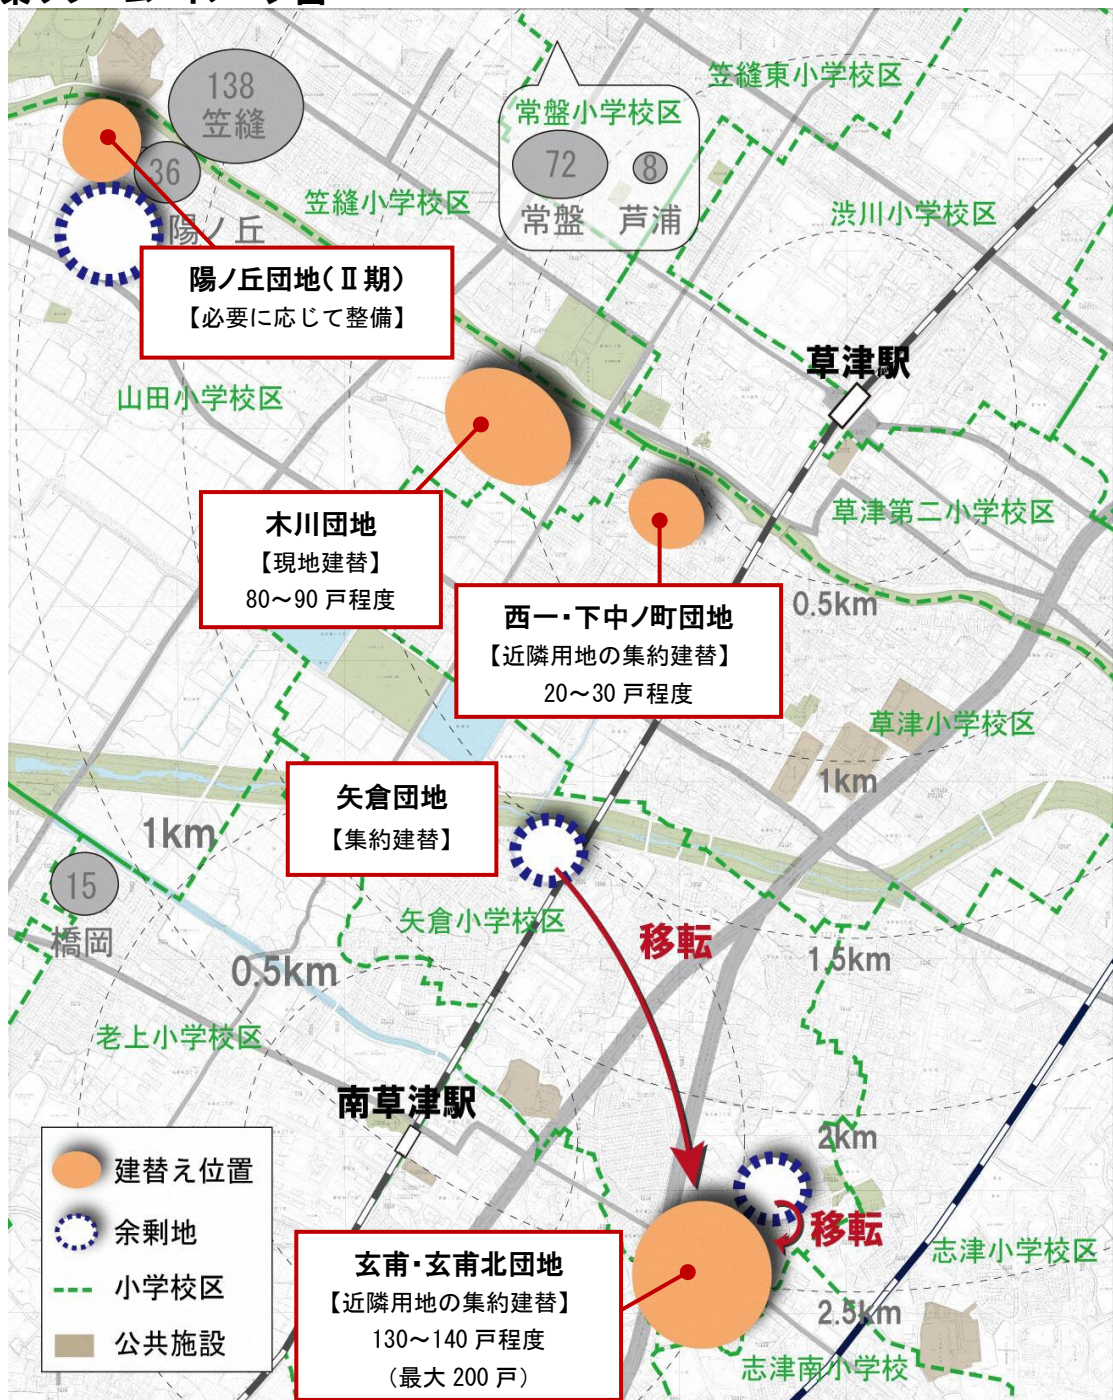 138
笠縫
36
陽ノ丘
常盤小学校区
72
8
常盤
芦浦
笠縫東小学校区
笠縫小学校区
渋川小学校区
陽ノ丘団地(Ⅱ期)
【必要に応じて整備】
草津駅
山田小学校区
木川団地
【現地建替】
80～90 戸程度
草津第二小学校区
0.5km
西一・下中ノ町団地
【近隣用地の集約建替】
20～30 戸程度
草津小学校区
1km
矢倉団地
【集約建替】
1km
15
橋岡
矢倉小学校区
移転
1.5km
0.5km
老上小学校区
南草津駅
2km
建替え位置
余剰地
小学校区
公共施設
移転
志津小学校区
玄甫・玄甫北団地
【近隣用地の集約建替】
130～140 戸程度
（最大 200 戸）
2.5km
志津南小学校